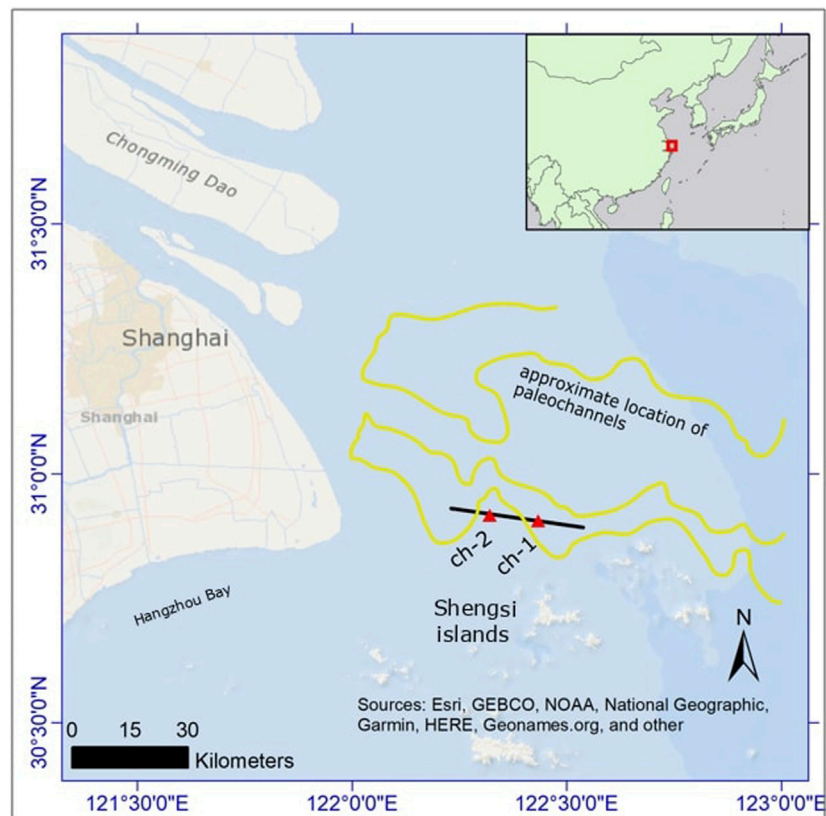 Chongming Dao
31°30'0"N
Shanghai
Shanghai
approximate location of
paleochannels
31°0'0"N
ch-2
ch-1
Hangzhou Bay
Shengsi
islands
N
Sources: Esri, GEBCO, NOAA, National Geographic,
Garmin, HERE, Geonames.org, and other
30°30'0"N
0 15 30
Kilometers
121°30'0"E 122°0'0"E 122°30'0"E 123°0'0"E